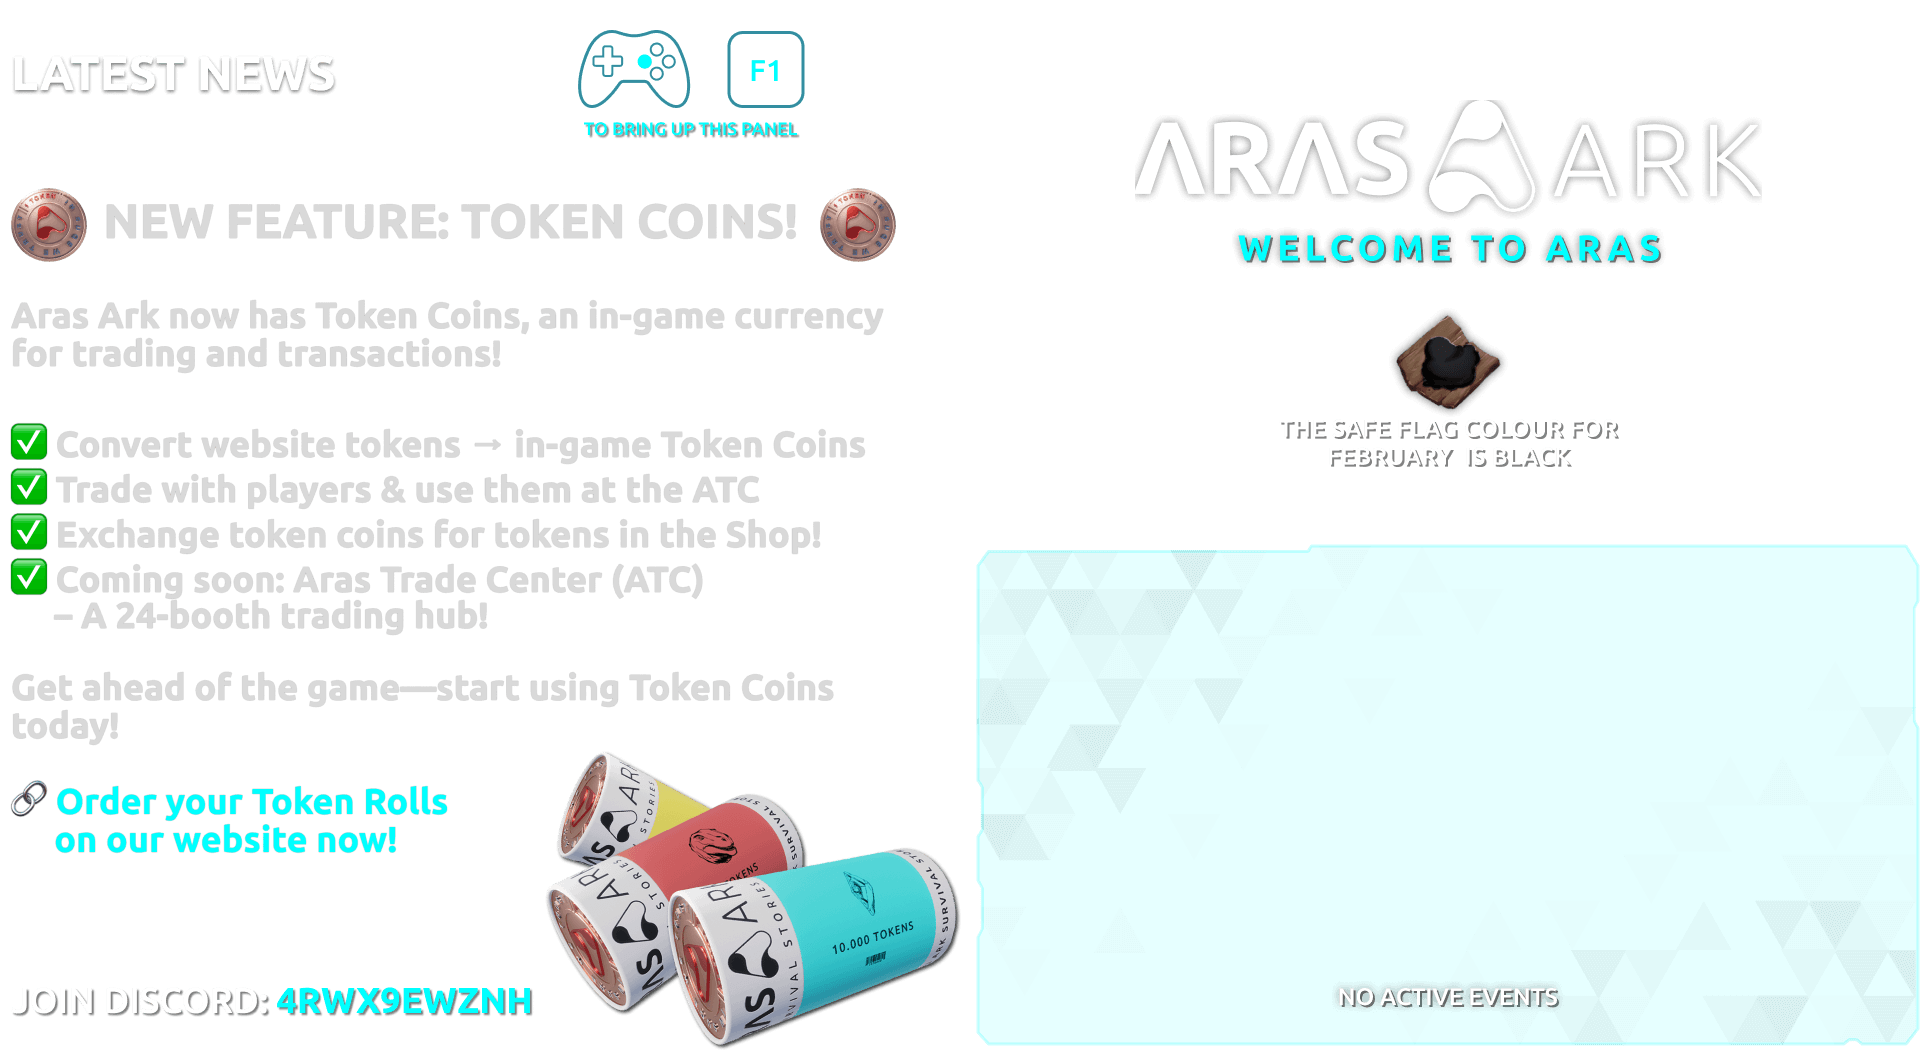 LATEST NEWS
F1
TO BRING UP THIS PANEL
NEW FEATURE: TOKEN COINS!
Aras Ark now has Token Coins, an in-game currency
for trading and transactions!
✅ Convert website tokens → in-game Token Coins
✅ Trade with players & use them at the ATC
✅ Exchange token coins for tokens in the Shop!
✅ Coming soon: Aras Trade Center (ATC)
– A 24-booth trading hub!
Get ahead of the game—start using Token Coins
today!
🔗 Order your Token Rolls
on our website now!
JOIN DISCORD: 4RWX9EWZNH
10.000 TOKENS
STORIES
SURVIVAL
ARAS ARK
WELCOME TO ARAS
THE SAFE FLAG COLOUR FOR
FEBRUARY IS BLACK
NO ACTIVE EVENTS